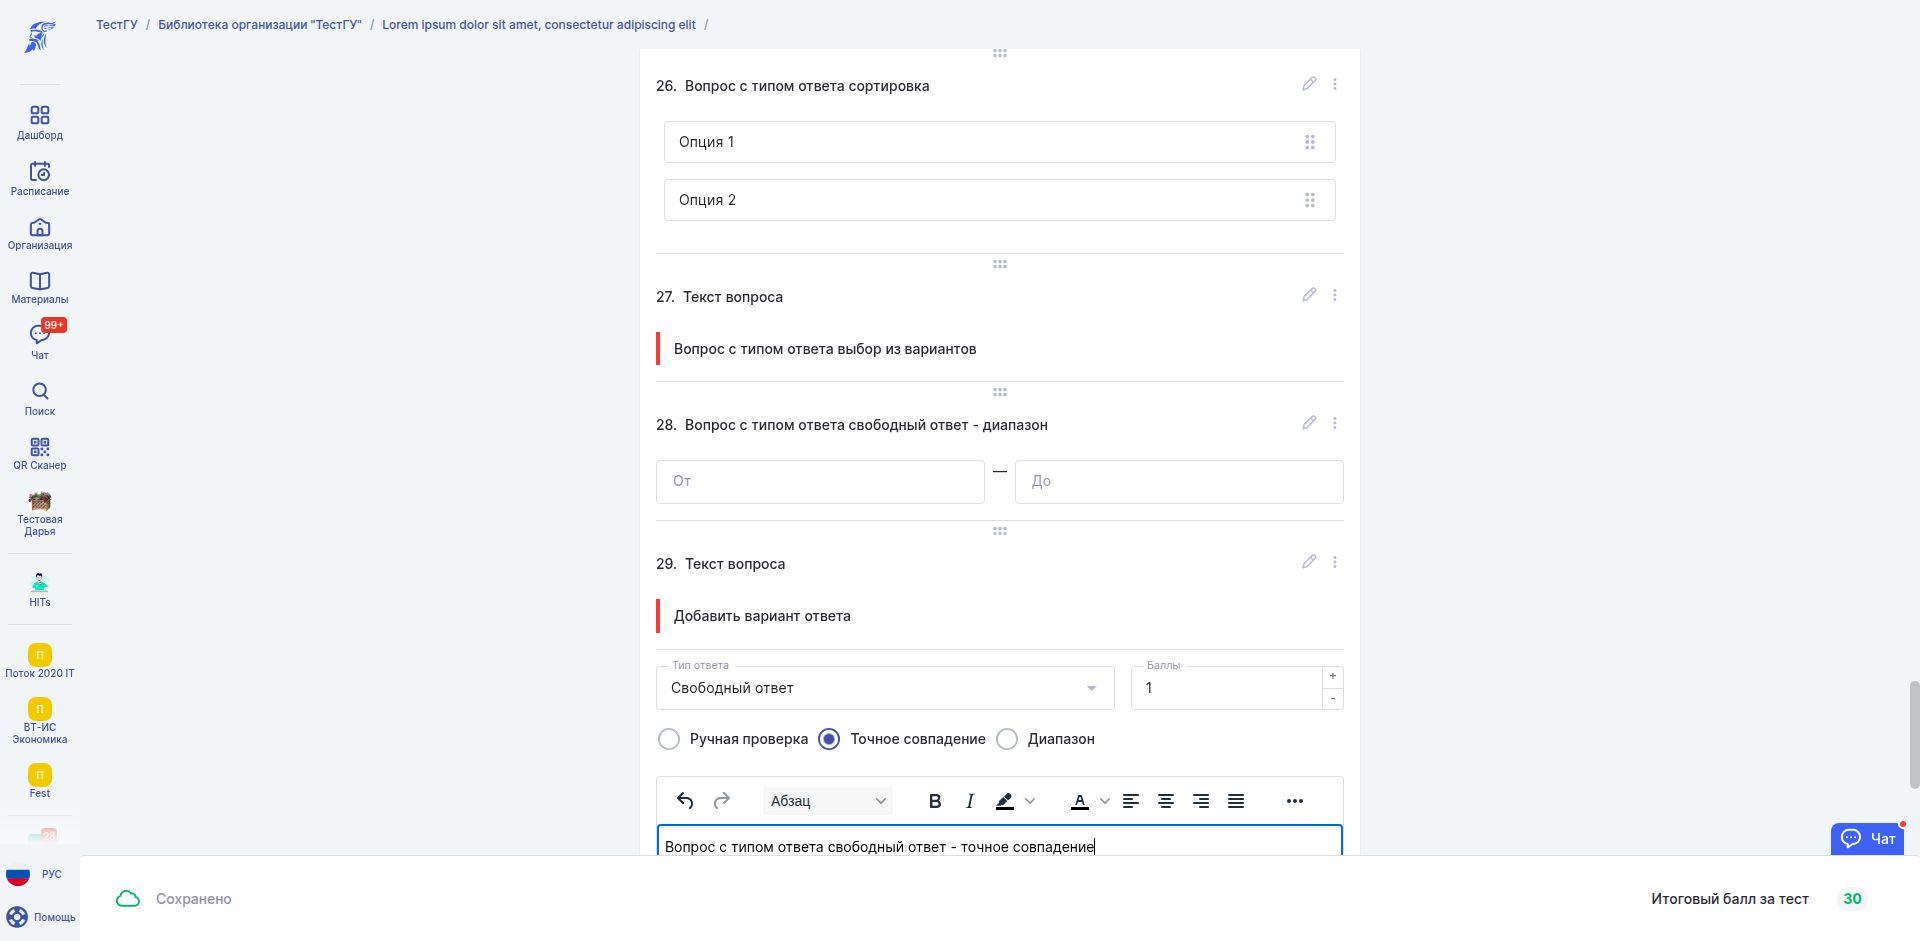 ТестГУ / Библиотека организации "ТестГУ" / Lorem ipsum dolor sit amet, consectetur adipiscing elit /
Дашборд
Расписание
Организация
Материалы
99+
Чат
Поиск
QR Сканер
Тестовая
Дарья
HITs
П
Поток 2020 IT
П
ВТ-ИС
Экономика
П
Fest
28
РУС
Помощь
26. Вопрос с типом ответа сортировка
Опция 1
Опция 2
27. Текст вопроса
Вопрос с типом ответа выбор из вариантов
28. Вопрос с типом ответа свободный ответ - диапазон
От — До
29. Текст вопроса
Добавить вариант ответа
Тип ответа
Свободный ответ
Баллы
1
+
-
Ручная проверка Точное совпадение Диапазон
Абзац B I A
Вопрос с типом ответа свободный ответ - точное совпадение
Чат
Сохранено
Итоговый балл за тест 30